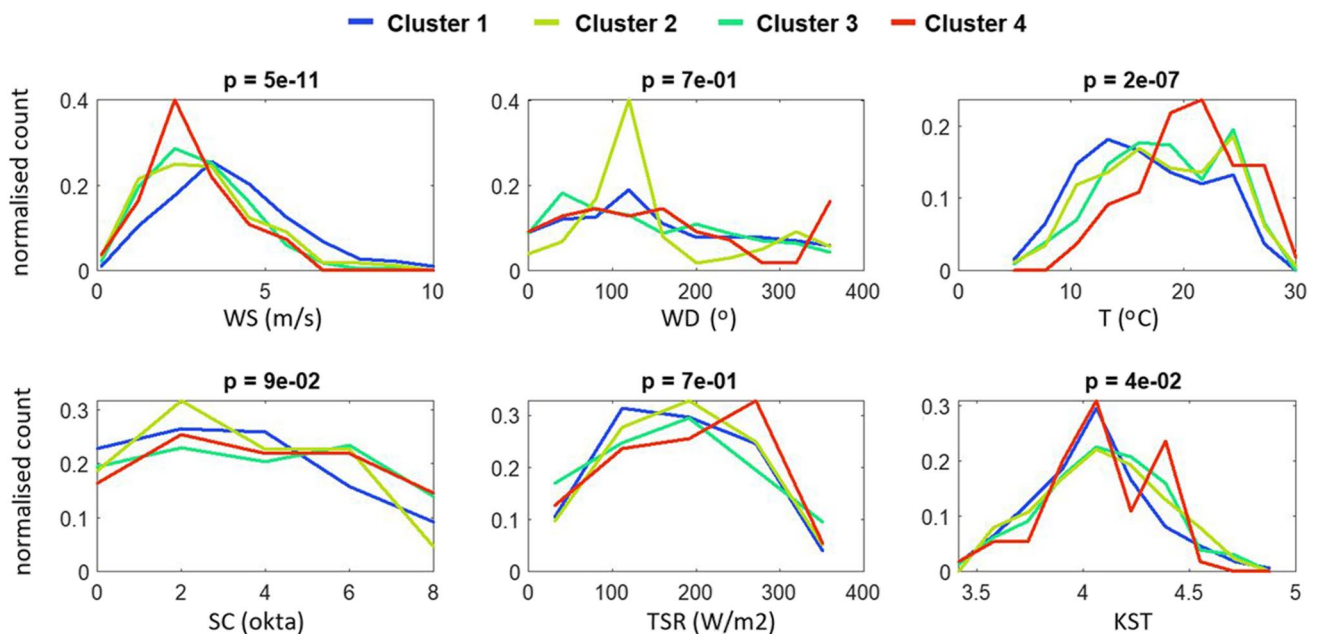 Cluster 1 Cluster 2 Cluster 3 Cluster 4
p = 5e-11 p = 7e-01 p = 2e-07
normalised count
0.4 0.4
0.2
0.2 0.2
0.1
0 0 0
0 5 10 0 100 200 300 400 0 10 20 30
WS (m/s) WD (o) T (oC)
p = 9e-02 p = 7e-01 p = 4e-02
normalised count
0.3 0.3 0.3
0.2 0.2 0.2
0.1 0.1 0.1
0 0 0
0 2 4 6 8 0 100 200 300 400 3.5 4 4.5 5
SC (okta) TSR (W/m2) KST